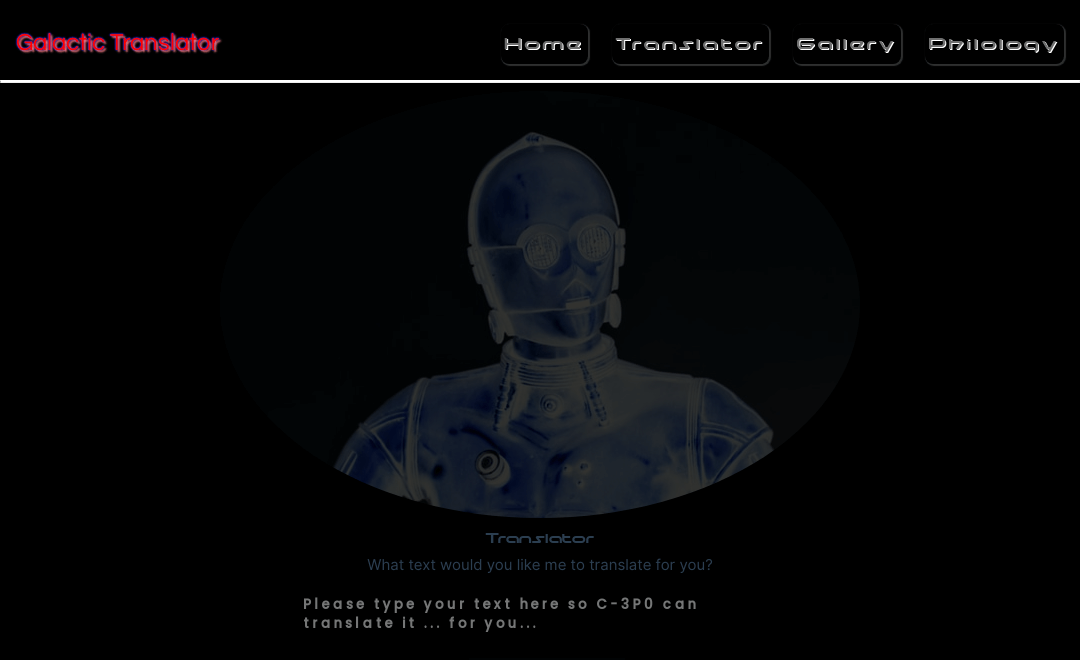 Galactic Translator
Home
Translator
Gallery
Philology
Translator
What text would you like me to translate for you?
Please type your text here so C-3P0 can
translate it ... for you...